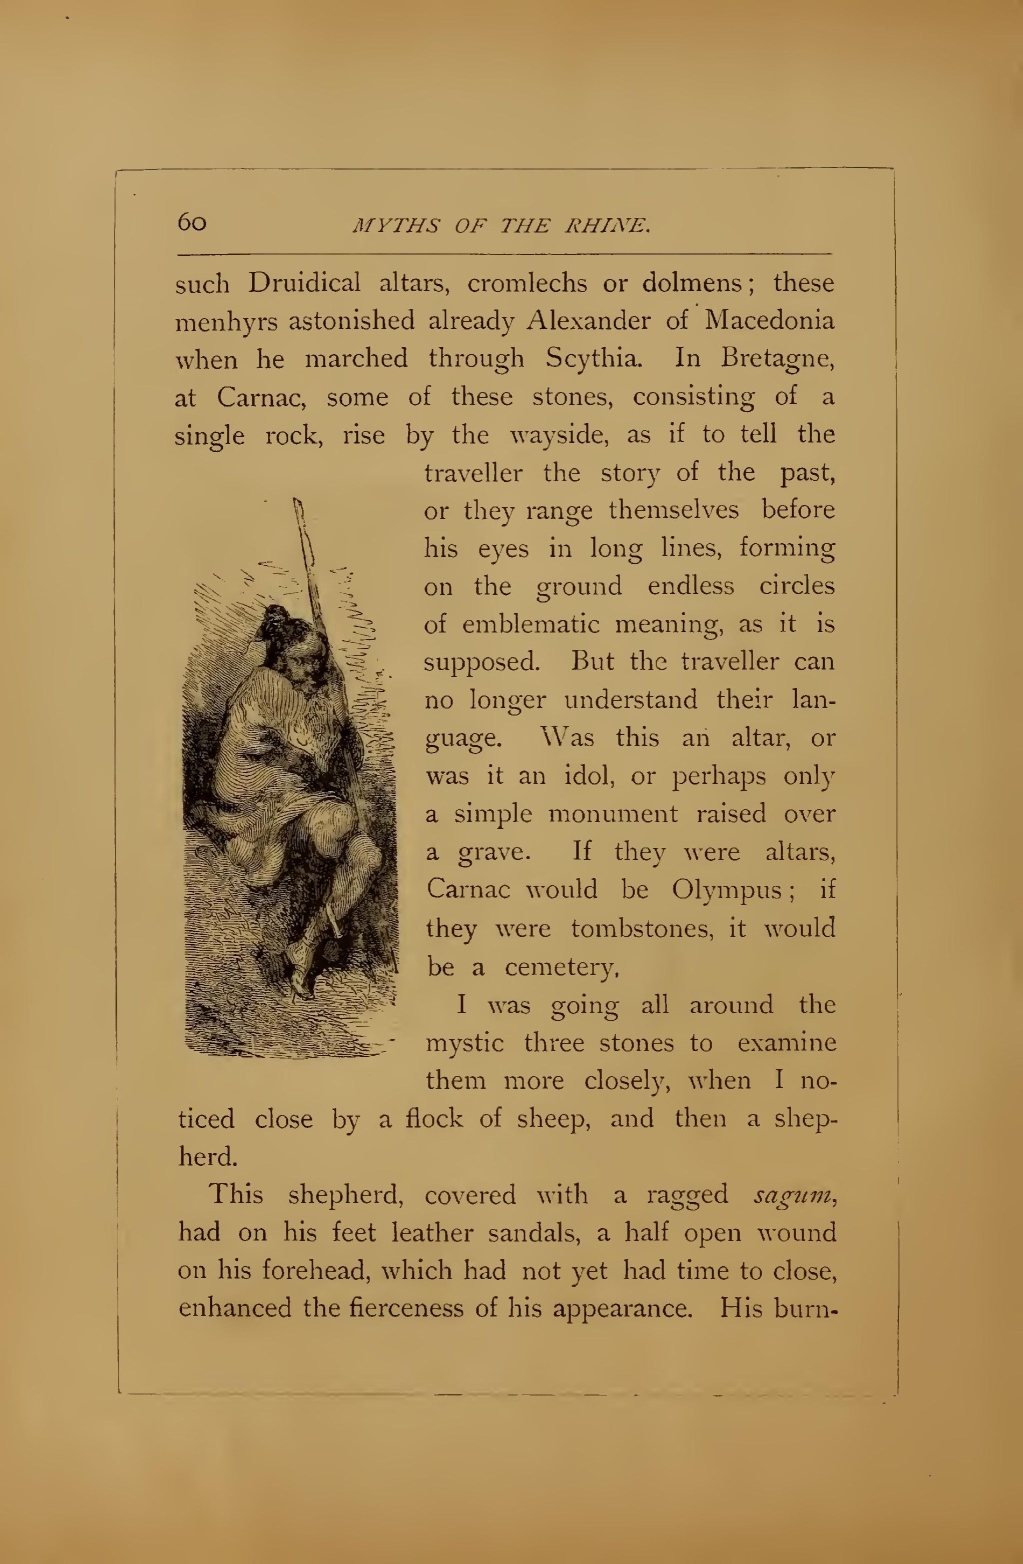 60 MYTHS OF THE RHINE.
such Druidical altars, cromlechs or dolmens; these
menhyrs astonished already Alexander of Macedonia
when he marched through Scythia. In Bretagne,
at Carnac, some of these stones, consisting of a
single rock, rise by the wayside, as if to tell the
traveller the story of the past,
or they range themselves before
his eyes in long lines, forming
on the ground endless circles
of emblematic meaning, as it is
supposed. But the traveller can
no longer understand their lan-
guage. Was this an altar, or
was it an idol, or perhaps only
a simple monument raised over
a grave. If they were altars,
Carnac would be Olympus; if
they were tombstones, it would
be a cemetery.
I was going all around the
mystic three stones to examine
them more closely, when I no-
ticed close by a flock of sheep, and then a shep-
herd.
This shepherd, covered with a ragged sagum,
had on his feet leather sandals, a half open wound
on his forehead, which had not yet had time to close,
enhanced the fierceness of his appearance. His burn-